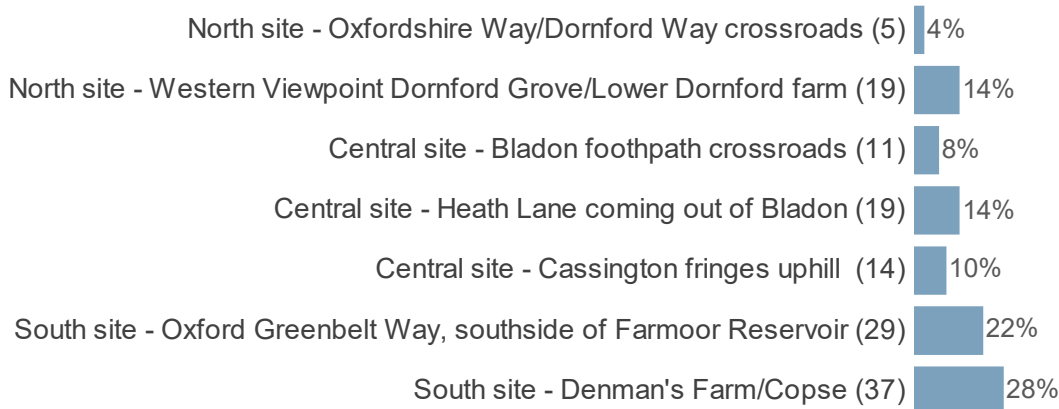 North site - Oxfordshire Way/Dornford Way crossroads (5) 4%
North site - Western Viewpoint Dornford Grove/Lower Dornford farm (19) 14%
Central site - Bladon foothpath crossroads (11) 8%
Central site - Heath Lane coming out of Bladon (19) 14%
Central site - Cassington fringes uphill (14) 10%
South site - Oxford Greenbelt Way, southside of Farmoor Reservoir (29) 22%
South site - Denman's Farm/Copse (37) 28%